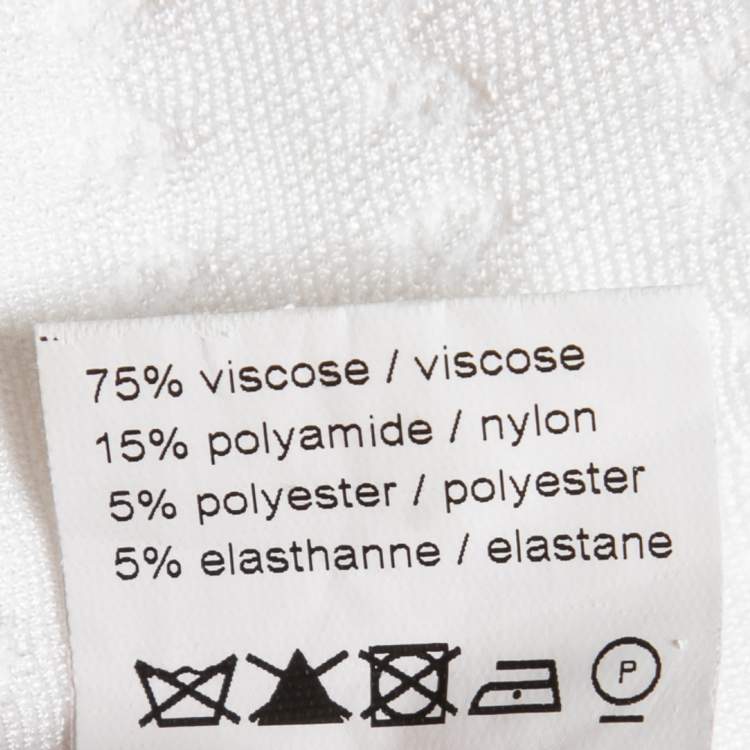 75% viscose / viscose
15% polyamide / nylon
5% polyester / polyester
5% elasthanne / elastane
P